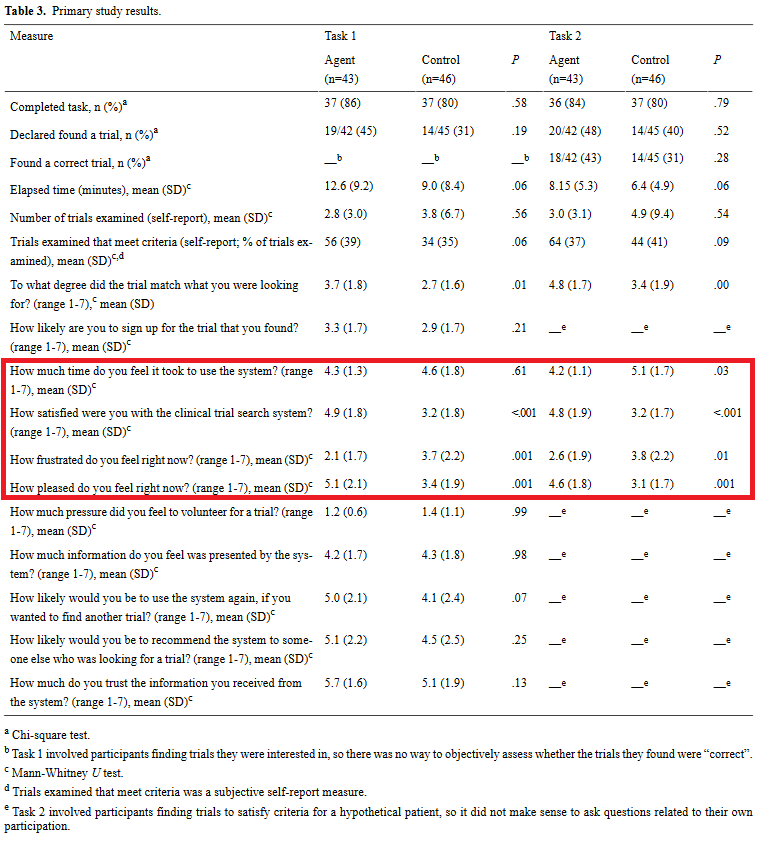 Table 3. Primary study results.
Measure Task 1 Task 2
Agent Control P Agent Control P
(n=43) (n=46) (n=43) (n=46)
Completed task, n (%)a 37 (86) 37 (80) .58 36 (84) 37 (80) .79
Declared found a trial, n (%)a 19/42 (45) 14/45 (31) .19 20/42 (48) 14/45 (40) .52
Found a correct trial, n (%)a __b __b __b 18/42 (43) 14/45 (31) .28
Elapsed time (minutes), mean (SD)c 12.6 (9.2) 9.0 (8.4) .06 8.15 (5.3) 6.4 (4.9) .06
Number of trials examined (self-report), mean (SD)c 2.8 (3.0) 3.8 (6.7) .56 3.0 (3.1) 4.9 (9.4) .54
Trials examined that meet criteria (self-report; % of trials ex- 56 (39) 34 (35) .06 64 (37) 44 (41) .09
amined), mean (SD)c,d
To what degree did the trial match what you were looking 3.7 (1.8) 2.7 (1.6) .01 4.8 (1.7) 3.4 (1.9) .00
for? (range 1-7),c mean (SD)
How likely are you to sign up for the trial that you found? 3.3 (1.7) 2.9 (1.7) .21 __e __e __e
(range 1-7), mean (SD)c
How much time do you feel it took to use the system? (range 4.3 (1.3) 4.6 (1.8) .61 4.2 (1.1) 5.1 (1.7) .03
1-7), mean (SD)c
How satisfied were you with the clinical trial search system? 4.9 (1.8) 3.2 (1.8) <.001 4.8 (1.9) 3.2 (1.7) <.001
(range 1-7), mean (SD)c
How frustrated do you feel right now? (range 1-7), mean (SD)c 2.1 (1.7) 3.7 (2.2) .001 2.6 (1.9) 3.8 (2.2) .01
How pleased do you feel right now? (range 1-7), mean (SD)c 5.1 (2.1) 3.4 (1.9) .001 4.6 (1.8) 3.1 (1.7) .001
How much pressure did you feel to volunteer for a trial? (range 1.2 (0.6) 1.4 (1.1) .99 __e __e __e
1-7), mean (SD)c
How much information do you feel was presented by the sys- 4.2 (1.7) 4.3 (1.8) .98 __e __e __e
tem? (range 1-7), mean (SD)c
How likely would you be to use the system again, if you 5.0 (2.1) 4.1 (2.4) .07 __e __e __e
wanted to find another trial? (range 1-7), mean (SD)c
How likely would you be to recommend the system to some- 5.1 (2.2) 4.5 (2.5) .25 __e __e __e
one else who was looking for a trial? (range 1-7), mean (SD)c
How much do you trust the information you received from 5.7 (1.6) 5.1 (1.9) .13 __e __e __e
the system? (range 1-7), mean (SD)c
a Chi-square test.
b Task 1 involved participants finding trials they were interested in, so there was no way to objectively assess whether the trials they found were “correct”.
c Mann-Whitney U test.
d Trials examined that meet criteria was a subjective self-report measure.
e Task 2 involved participants finding trials to satisfy criteria for a hypothetical patient, so it did not make sense to ask questions related to their own
participation.